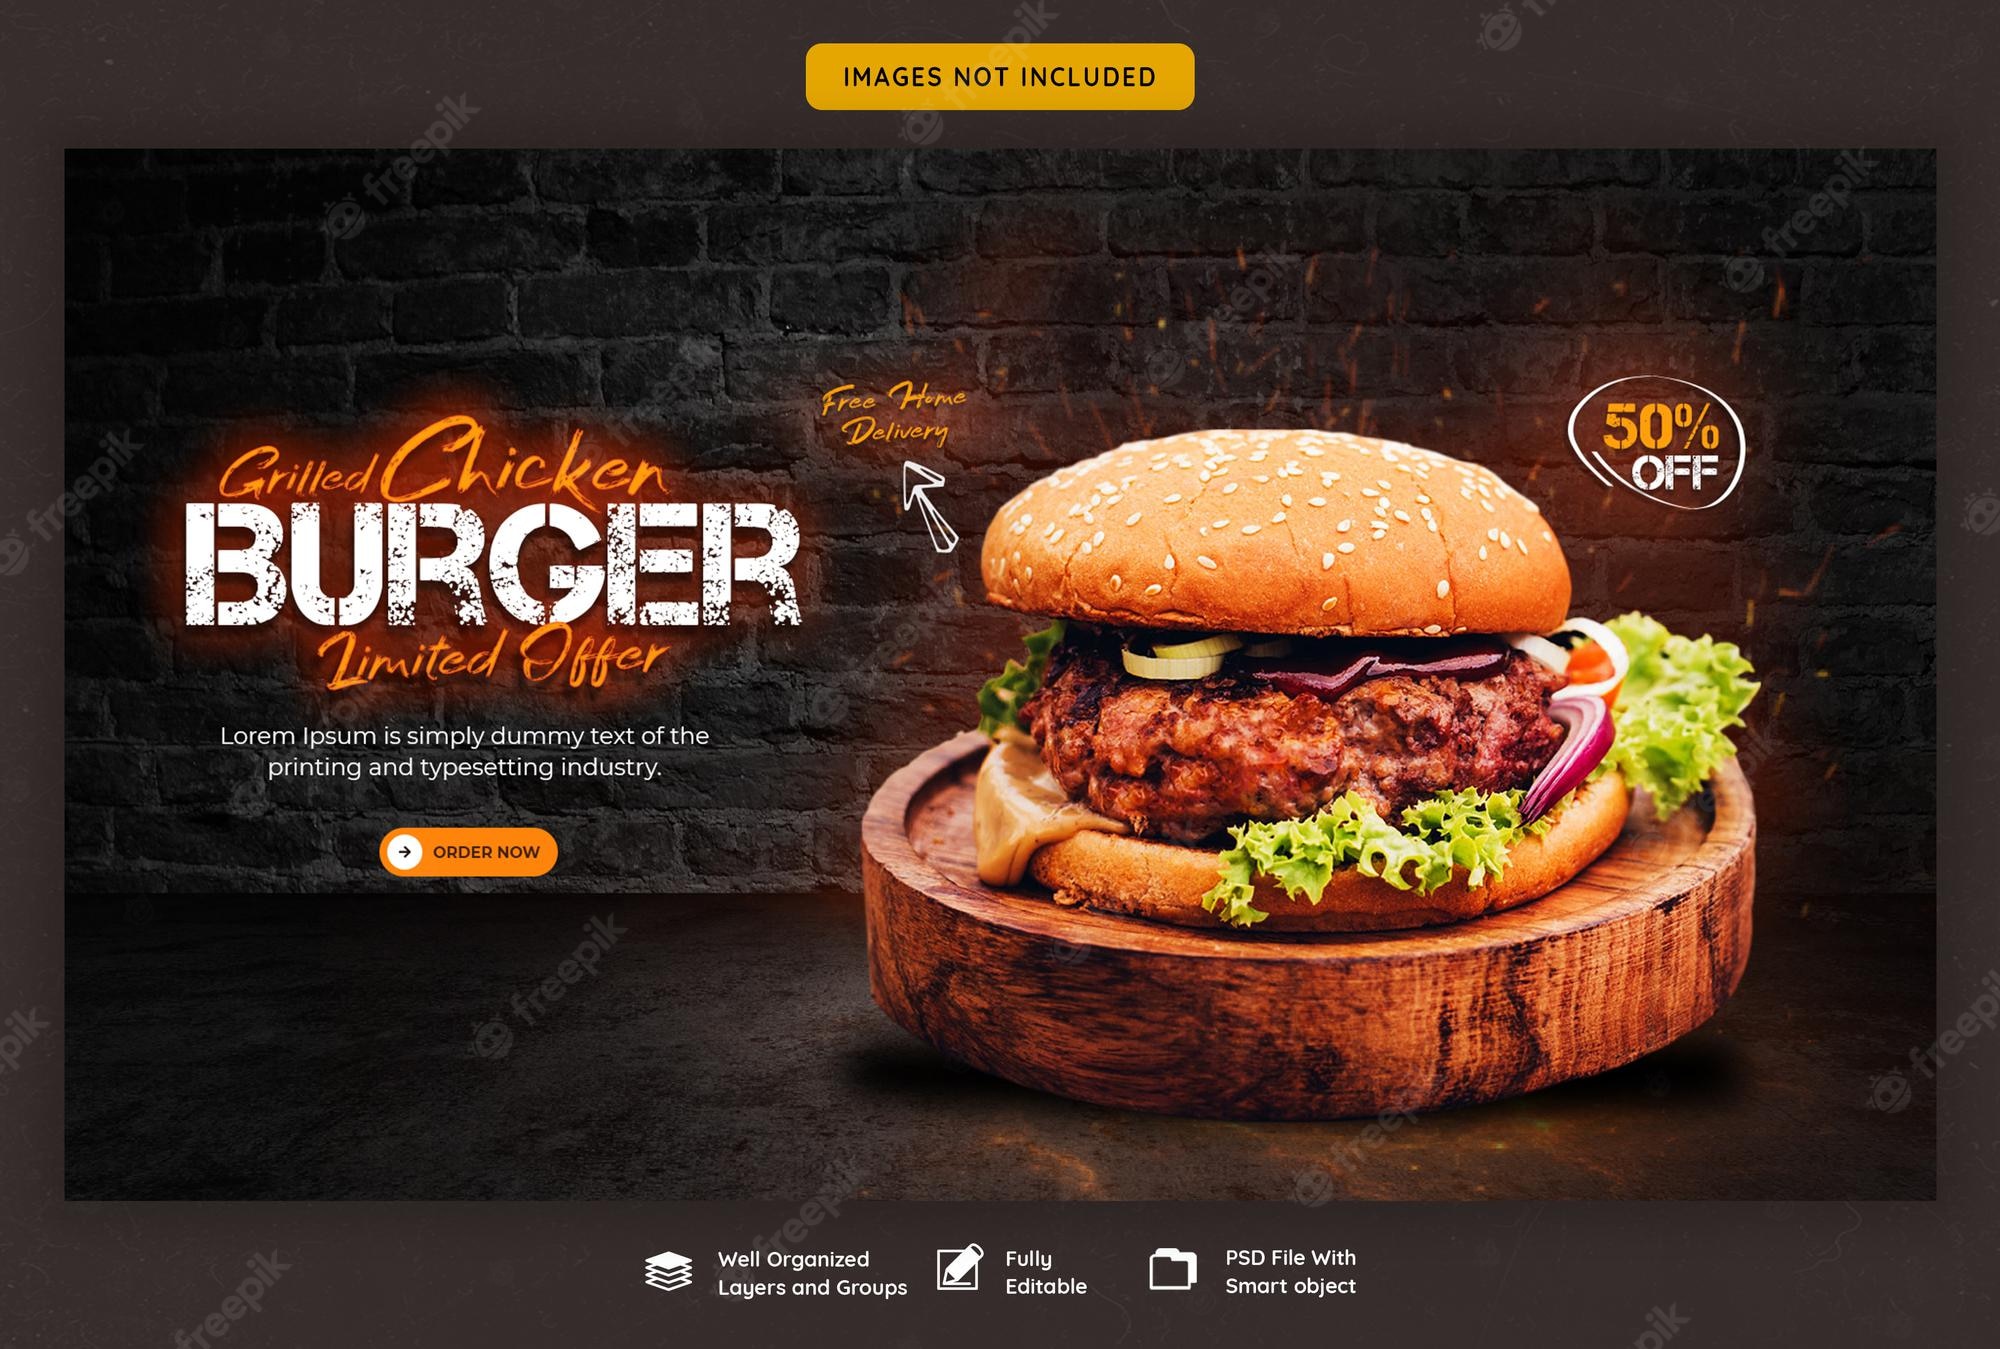 IMAGES NOT INCLUDED
Free Home
Delivery
50%
OFF
Grilled Chicken
BURGER
Limited Offer
Lorem Ipsum is simply dummy text of the
printing and typesetting industry.
ORDER NOW
Well Organized
Layers and Groups
Fully
Editable
PSD File With
Smart object
freepik